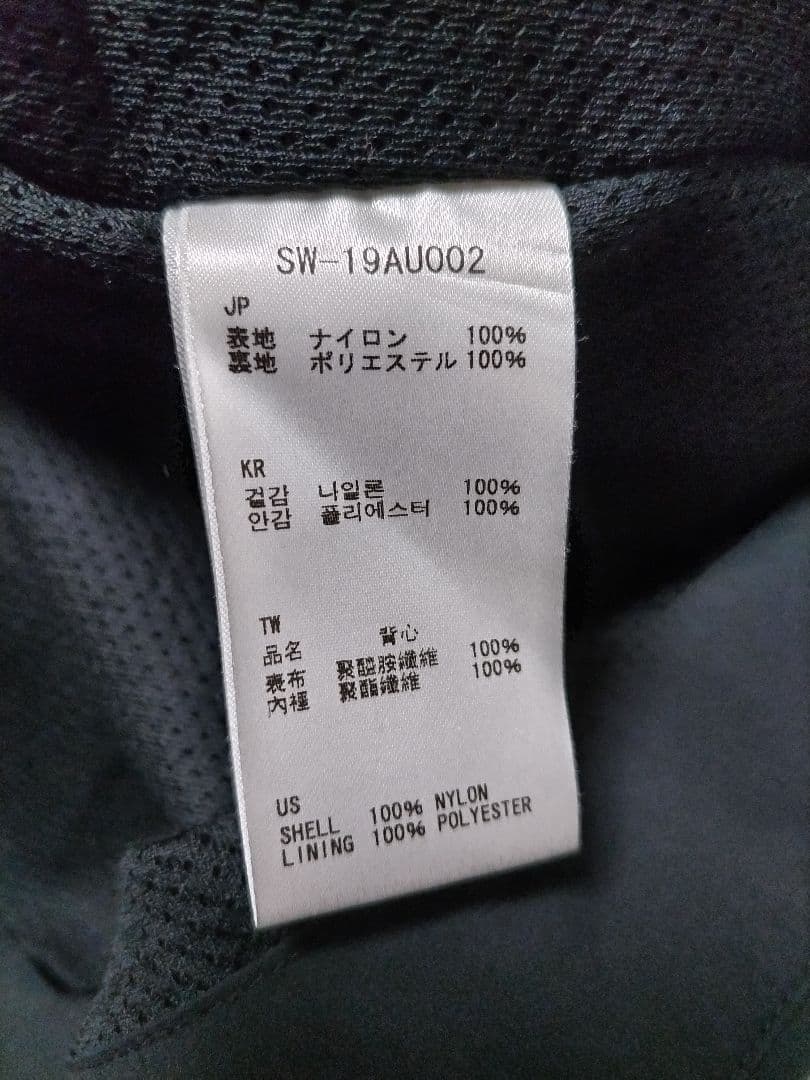 SW-19AU002
JP
表地 ナイロン 100%
裏地 ポリエステル 100%
KR
겉감 나일론 100%
안감 폴리에스터 100%
TW
品名 背心
表布 聚醯胺纖維 100%
內裡 聚酯纖維 100%
US
SHELL 100% NYLON
LINING 100% POLYESTER